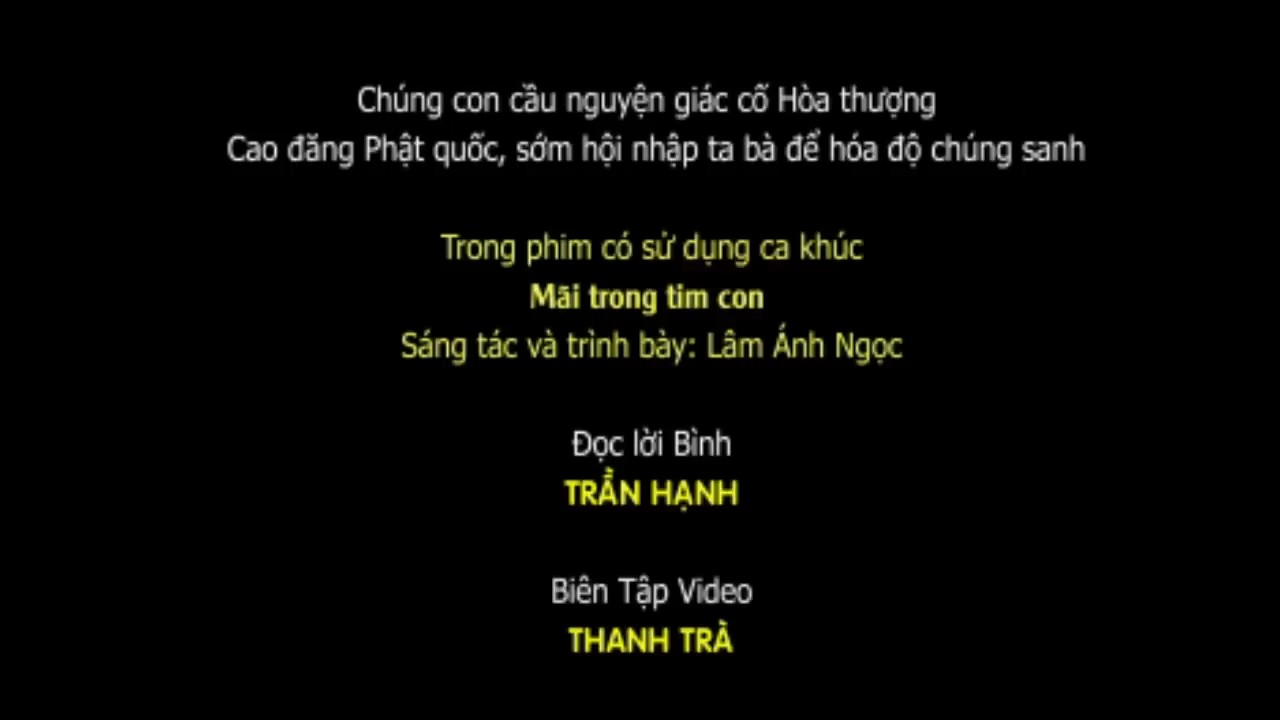 Chúng con cầu nguyện giác cố Hòa thượng
Cao đăng Phật quốc, sớm hội nhập ta bà để hóa độ chúng sanh
Trong phim có sử dụng ca khúc
Mãi trong tim con
Sáng tác và trình bày: Lâm Ánh Ngọc
Đọc lời Bình
TRẦN HẠNH
Biên Tập Video
THANH TRÀ